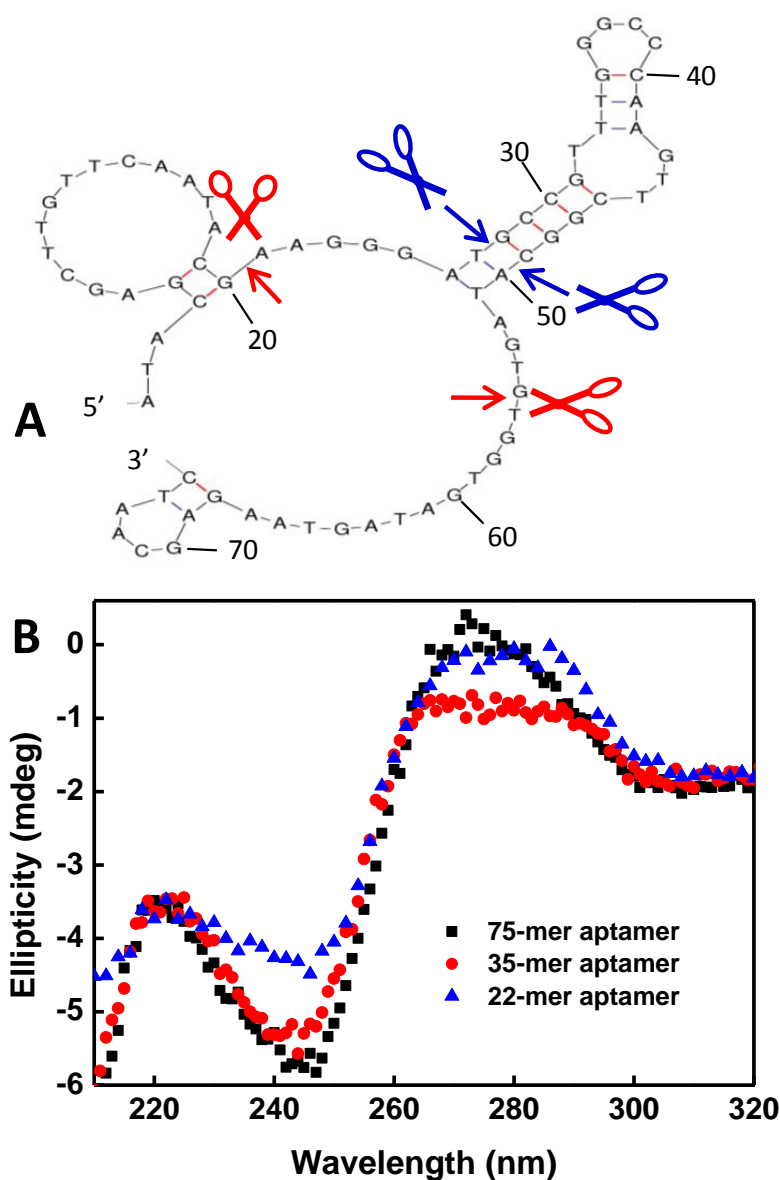 A
5’
A T A C G A G C T T G T T C A A T A C G A A G G G A T G C C G T T T G G G C C C A A G T T C G G C A T A G T G T G G T G A T A G T A A G A G C A A T C
3’
20
30
40
50
60
70
B
Ellipticity (mdeg)
0
-1
-2
-3
-4
-5
-6
75-mer aptamer
35-mer aptamer
22-mer aptamer
220 240 260 280 300 320
Wavelength (nm)